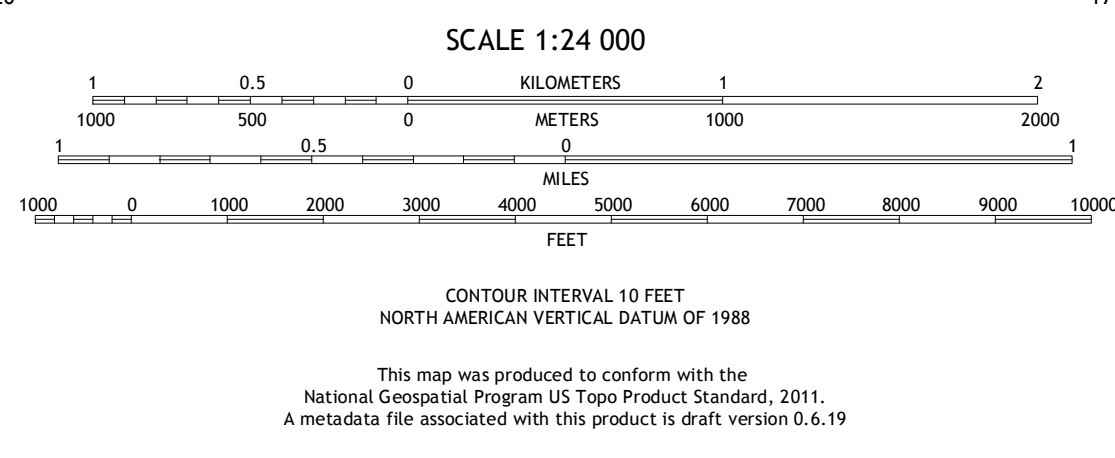 SCALE 1:24 000
1 0.5 0 KILOMETERS 1 2
1000 500 0 METERS 1000 2000
1 0.5 0 1
MILES
1000 0 1000 2000 3000 4000 5000 6000 7000 8000 9000 10000
FEET
CONTOUR INTERVAL 10 FEET
NORTH AMERICAN VERTICAL DATUM OF 1988
This map was produced to conform with the
National Geospatial Program US Topo Product Standard, 2011.
A metadata file associated with this product is draft version 0.6.19